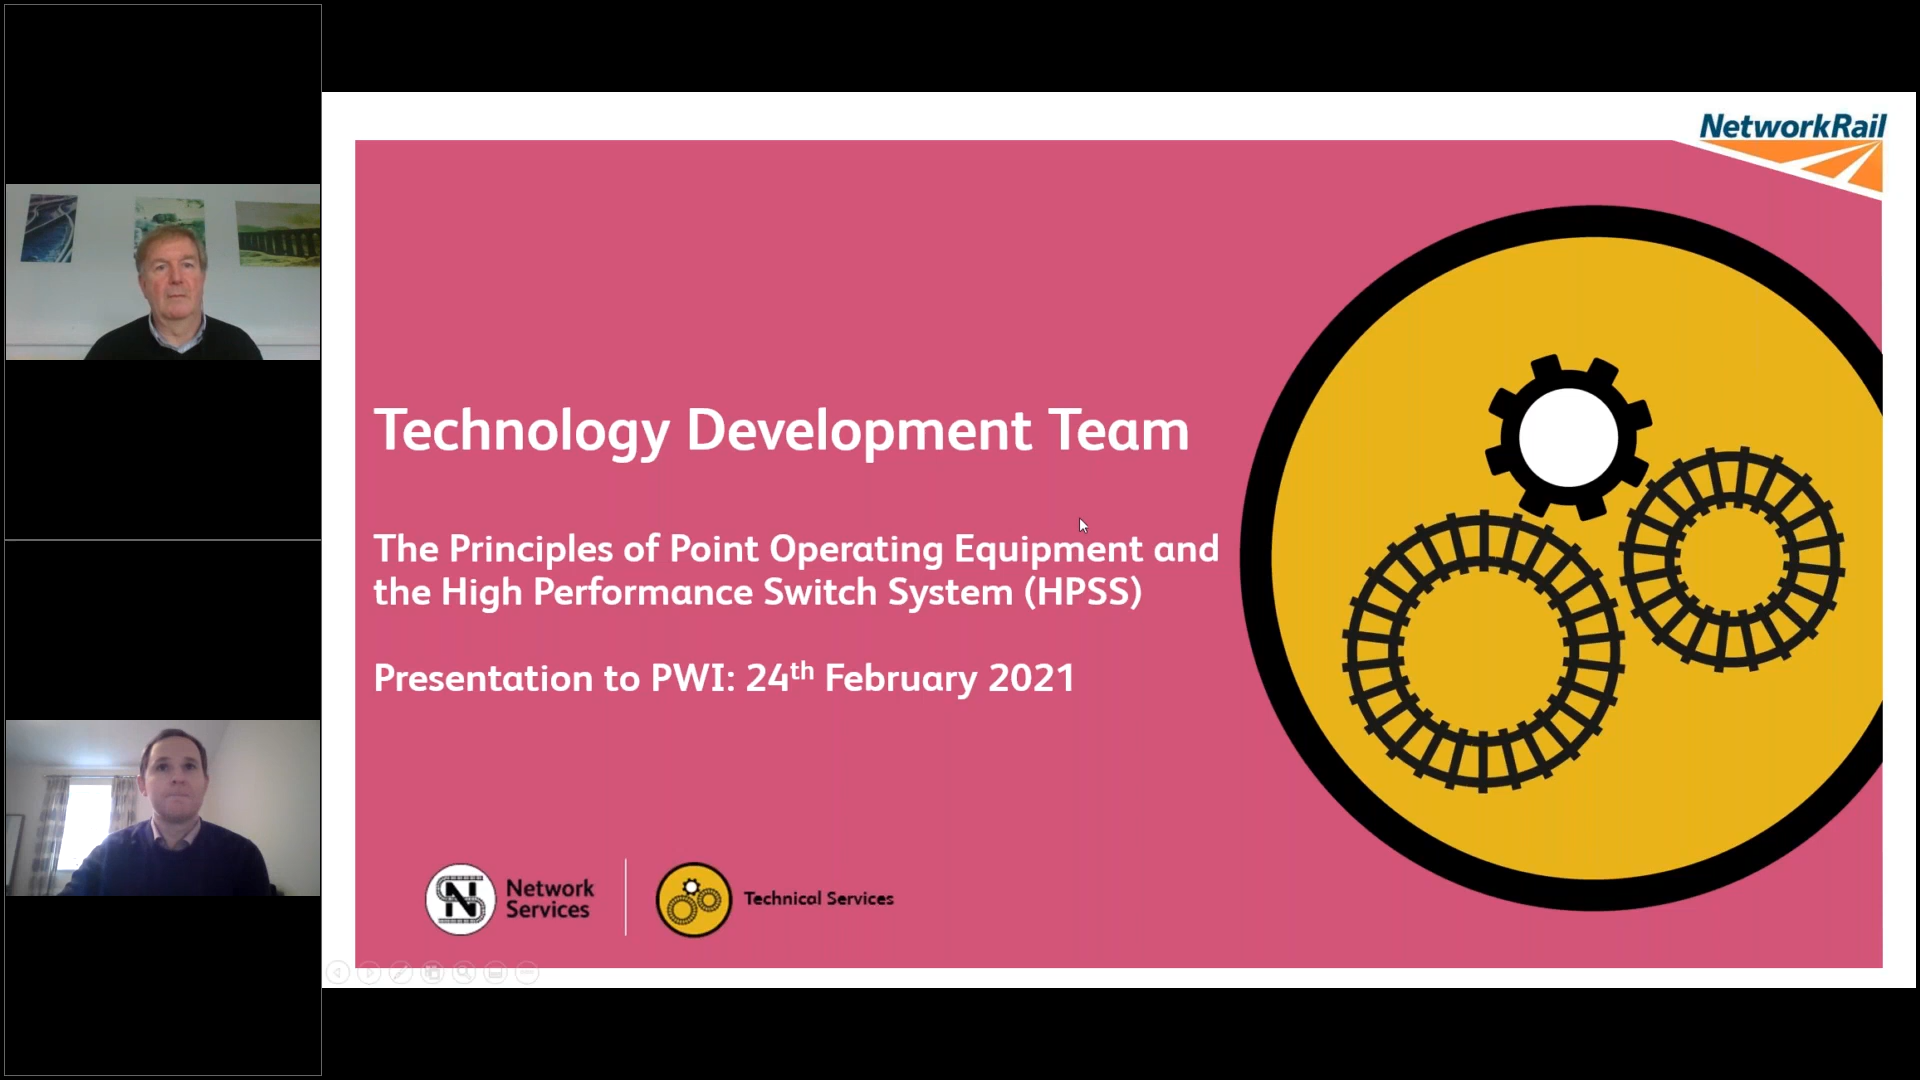 NetworkRail
Technology Development Team
The Principles of Point Operating Equipment and
the High Performance Switch System (HPSS)
Presentation to PWI: 24th February 2021
Network
Services
Technical Services